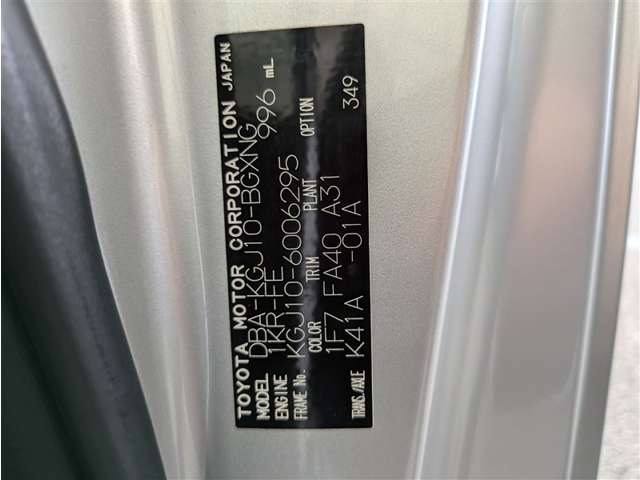 TOYOTA MOTOR CORPORATION JAPAN
MODEL DBA-KGJ10-BGXNG
ENGINE 1KR-FE 996 mL
FRAME No. KGJ10-6006295
COLOR TRIM PLANT OPTION
1F7 FA40 A31 349
TRANS./AXLE K41A -01A